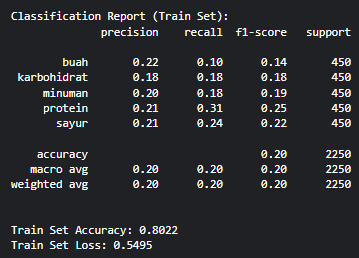 Classification Report (Train Set):
precision recall f1-score support
buah 0.22 0.10 0.14 450
karbohidrat 0.18 0.18 0.18 450
minuman 0.20 0.18 0.19 450
protein 0.21 0.31 0.25 450
sayur 0.21 0.24 0.22 450
accuracy 0.20 2250
macro avg 0.20 0.20 0.20 2250
weighted avg 0.20 0.20 0.20 2250
Train Set Accuracy: 0.8022
Train Set Loss: 0.5495